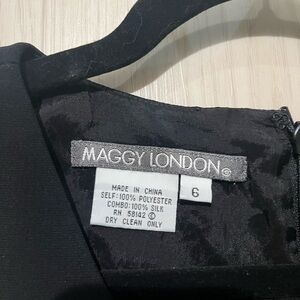 MAGGY LONDON®
MADE IN CHINA
SELF: 100% POLYESTER
COMBO: 100% SILK
RN 58142 ©
DRY CLEAN ONLY
6